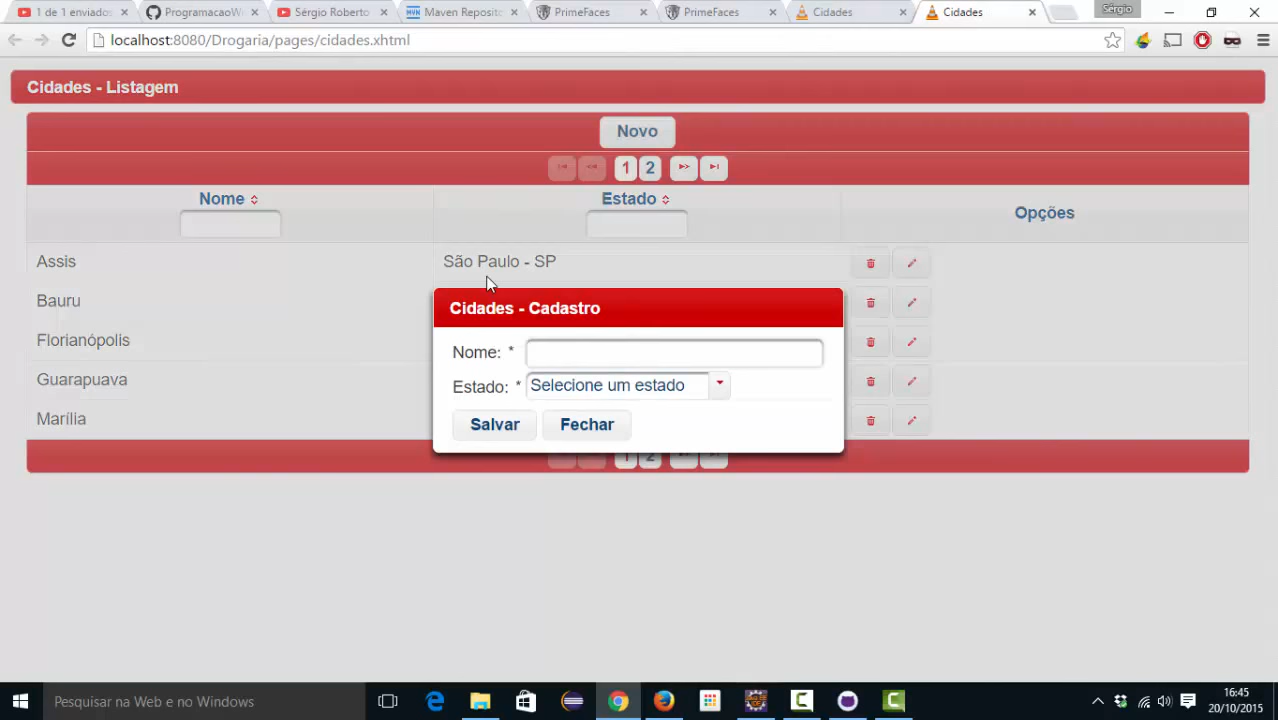 1 de 1 enviados
ProgramacaoW
Sérgio Roberto
Maven Reposito
PrimeFaces
PrimeFaces
Cidades
Cidades
Sérgio
localhost:8080/Drogaria/pages/cidades.xhtml
Cidades - Listagem
Novo
1 2
Nome
Estado
Opções
Assis
São Paulo - SP
Bauru
Florianópolis
Guarapuava
Marília
Cidades - Cadastro
Nome: *
Estado: * Selecione um estado
Salvar Fechar
1 2
Pesquisar na Web e no Windows
16:45
20/10/2015